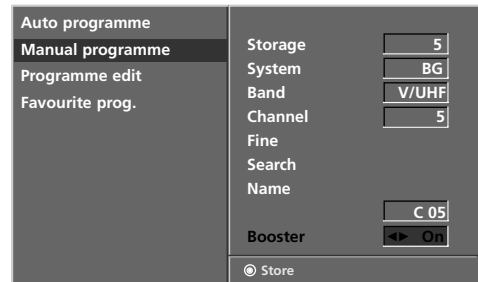 Auto programme
Manual programme
Programme edit
Favourite prog.
Storage 5
System BG
Band V/UHF
Channel 5
Fine
Search
Name
C 05
Booster ◄► On
◉ Store